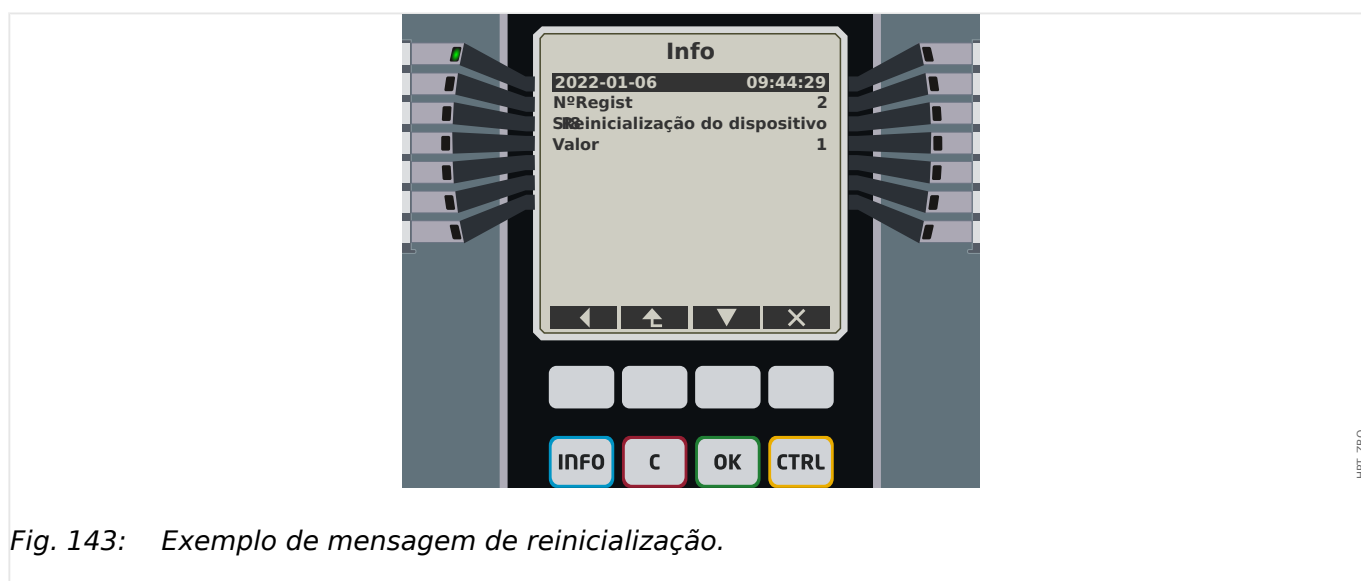 Info
2022-01-06 09:44:29
NºRegist 2
Reinicialização do dispositivo
Valor 1
INFO C OK CTRL
HPT_ZBO
Fig. 143: Exemplo de mensagem de reinicialização.